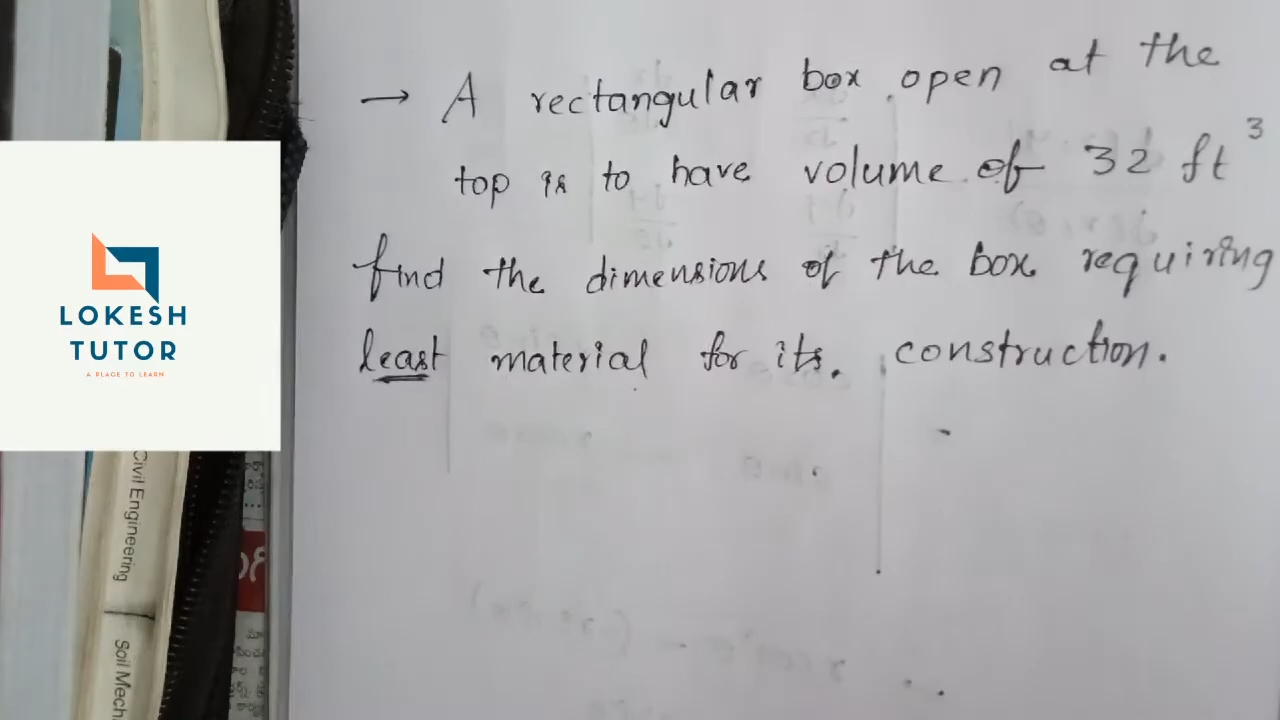 → A rectangular box open at the
top is to have volume of 32 ft³
find the dimensions of the box requiring
least material for its. construction.
LOKESH
TUTOR
A PLACE TO LEARN
Civil Engineering
Soil Mech